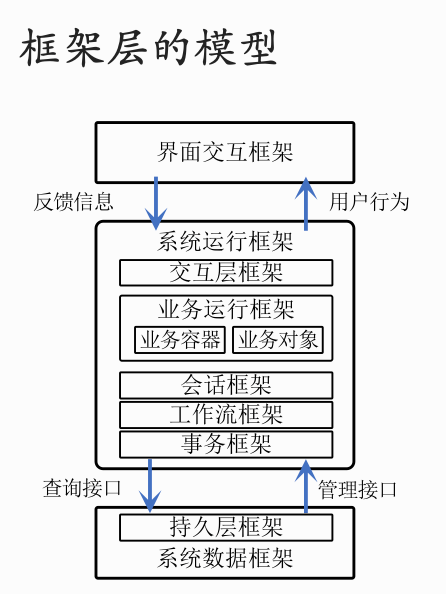 框架层的模型
界面交互框架
反馈信息
用户行为
系统运行框架
交互层框架
业务运行框架
业务容器
业务对象
会话框架
工作流框架
事务框架
查询接口
管理接口
持久层框架
系统数据框架